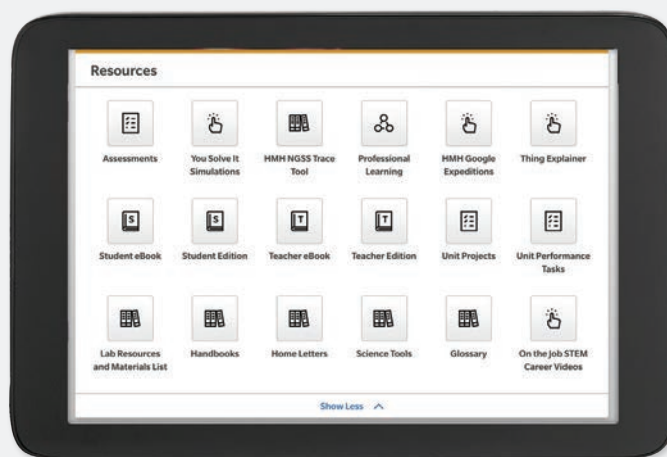 Resources
Assessments
You Solve It
Simulations
HMH NGSS Trace
Tool
Professional
Learning
HMH Google
Expeditions
Thing Explainer
S
Student eBook
S
Student Edition
T
Teacher eBook
T
Teacher Edition
Unit Projects
Unit Performance
Tasks
Lab Resources
and Materials List
Handbooks
Home Letters
Science Tools
Glossary
On the Job STEM
Career Videos
Show Less